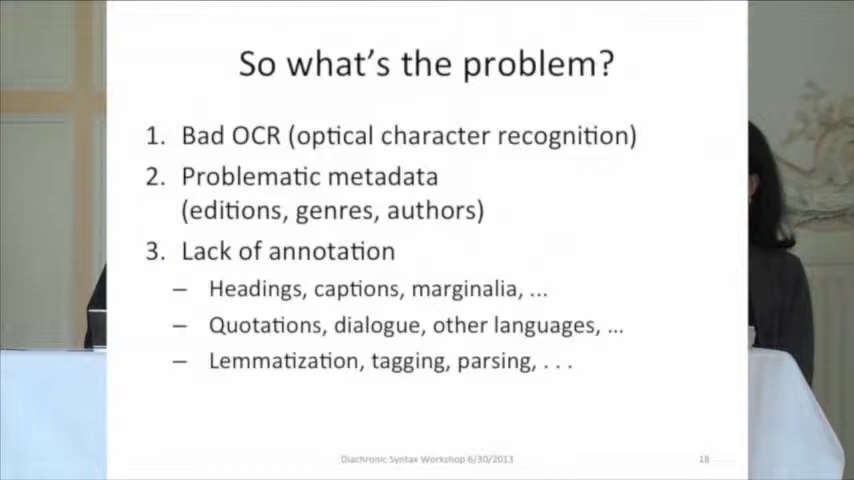 So what's the problem?
1. Bad OCR (optical character recognition)
2. Problematic metadata
(editions, genres, authors)
3. Lack of annotation
– Headings, captions, marginalia, ...
– Quotations, dialogue, other languages, ...
– Lemmatization, tagging, parsing, . . .
Diachronic Syntax Workshop 6/30/2013
18